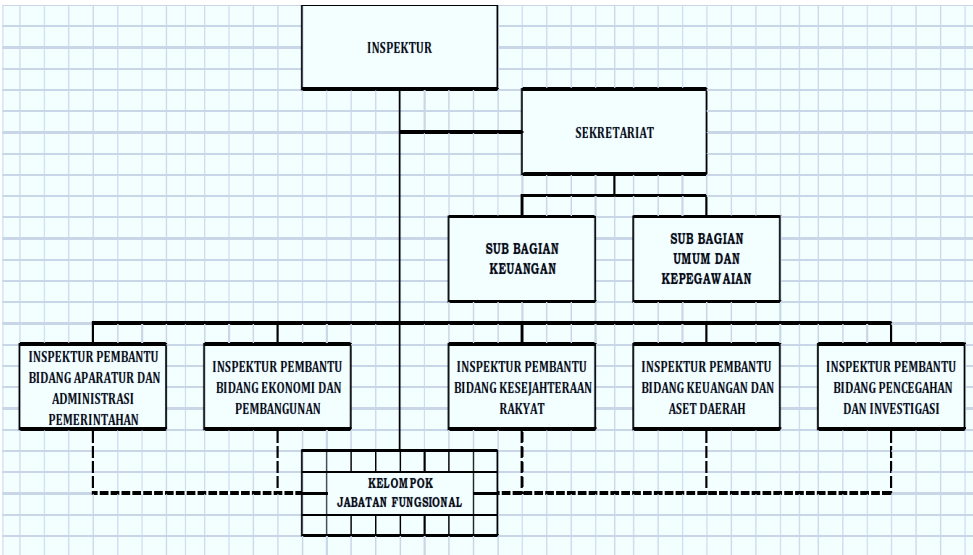 INSPEKTUR
SEKRETARIAT
SUB BAGIAN
KEUANGAN
SUB BAGIAN
UMUM DAN
KEPEGAWAIAN
INSPEKTUR PEMBANTU
BIDANG APARATUR DAN
ADMINISTRASI
PEMERINTAHAN
INSPEKTUR PEMBANTU
BIDANG EKONOMI DAN
PEMBANGUNAN
INSPEKTUR PEMBANTU
BIDANG KESEJAHTERAAN
RAKYAT
INSPEKTUR PEMBANTU
BIDANG KEUANGAN DAN
ASET DAERAH
INSPEKTUR PEMBANTU
BIDANG PENCEGAHAN
DAN INVESTIGASI
KELOMPOK
JABATAN FUNGSIONAL